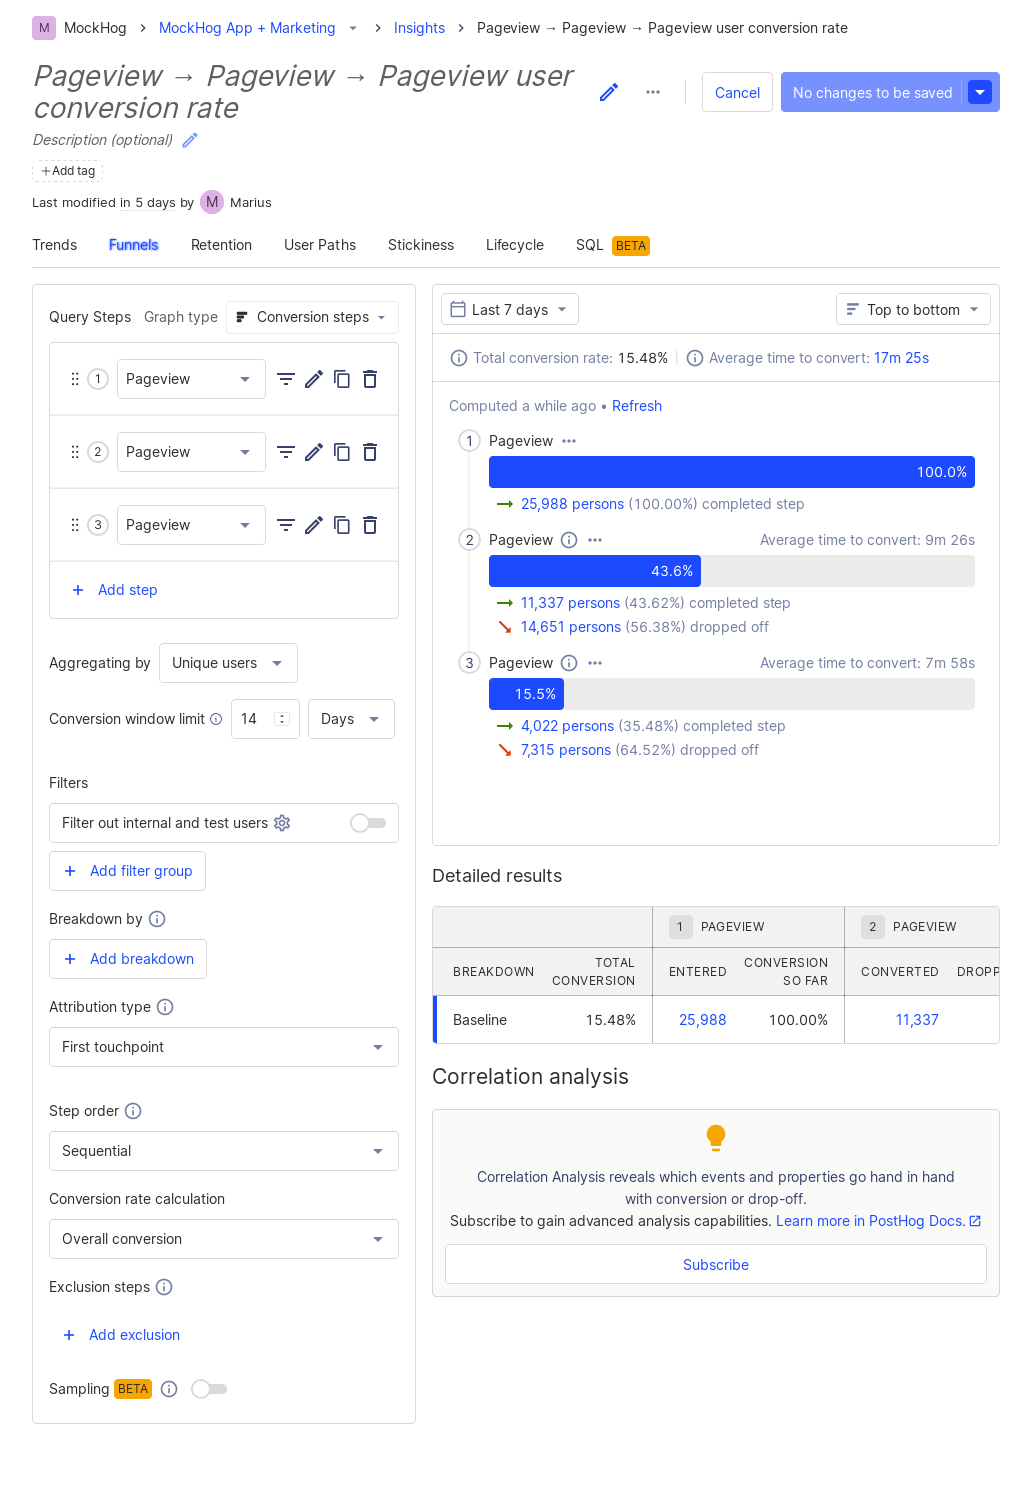 M MockHog > MockHog App + Marketing > Insights > Pageview → Pageview → Pageview user conversion rate
Pageview → Pageview → Pageview user
conversion rate
Cancel
No changes to be saved
Description (optional)
+Add tag
Last modified in 5 days by M Marius
Trends Funnels Retention User Paths Stickiness Lifecycle SQL BETA
Query Steps Graph type Conversion steps
1 Pageview
2 Pageview
3 Pageview
+ Add step
Aggregating by Unique users
Conversion window limit 14 Days
Filters
Filter out internal and test users
+ Add filter group
Breakdown by
+ Add breakdown
Attribution type
First touchpoint
Step order
Sequential
Conversion rate calculation
Overall conversion
Exclusion steps
+ Add exclusion
Sampling BETA
Last 7 days Top to bottom
Total conversion rate: 15.48% Average time to convert: 17m 25s
Computed a while ago • Refresh
1 Pageview
100.0%
25,988 persons (100.00%) completed step
2 Pageview Average time to convert: 9m 26s
43.6%
11,337 persons (43.62%) completed step
14,651 persons (56.38%) dropped off
3 Pageview Average time to convert: 7m 58s
15.5%
4,022 persons (35.48%) completed step
7,315 persons (64.52%) dropped off
Detailed results
1 PAGEVIEW 2 PAGEVIEW
BREAKDOWN TOTAL CONVERSION ENTERED CONVERSION SO FAR CONVERTED DROPP
Baseline 15.48% 25,988 100.00% 11,337
Correlation analysis
Correlation Analysis reveals which events and properties go hand in hand
with conversion or drop-off.
Subscribe to gain advanced analysis capabilities. Learn more in PostHog Docs.
Subscribe